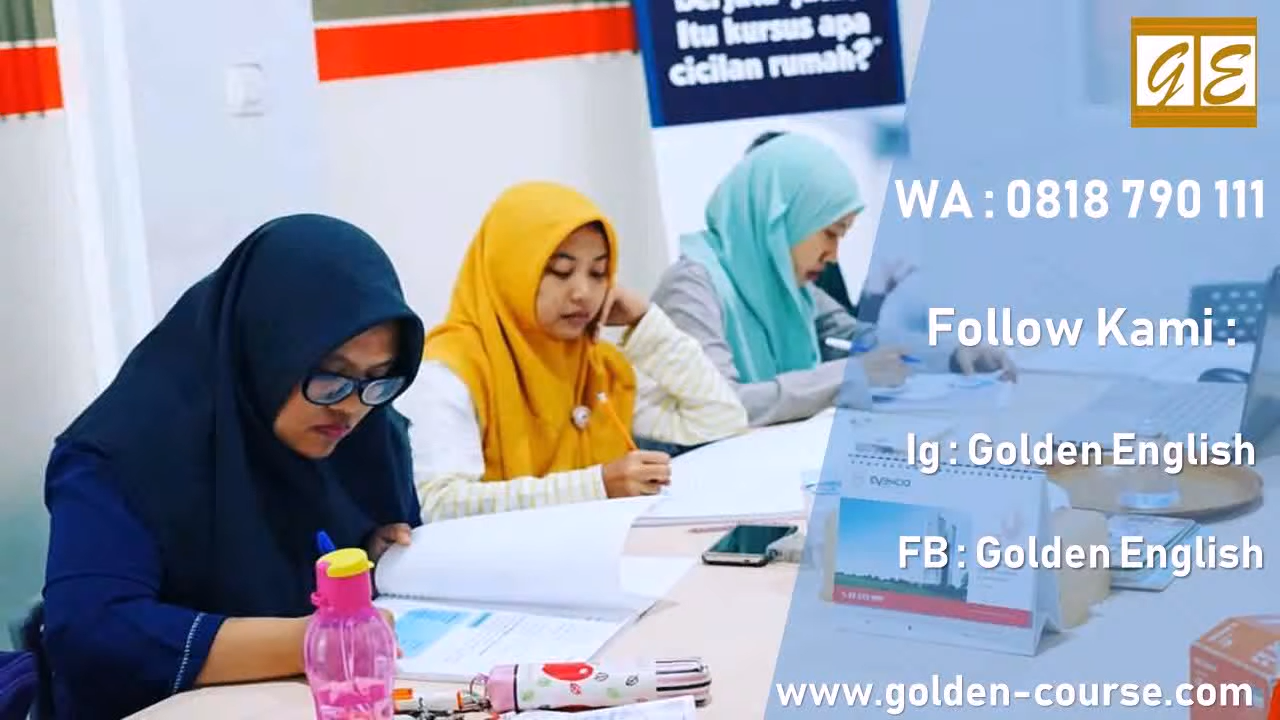 Itu kursus apa
cicilan rumah?"
GE
WA : 0818 790 111
Follow Kami :
Ig : Golden English
FB : Golden English
www.golden-course.com